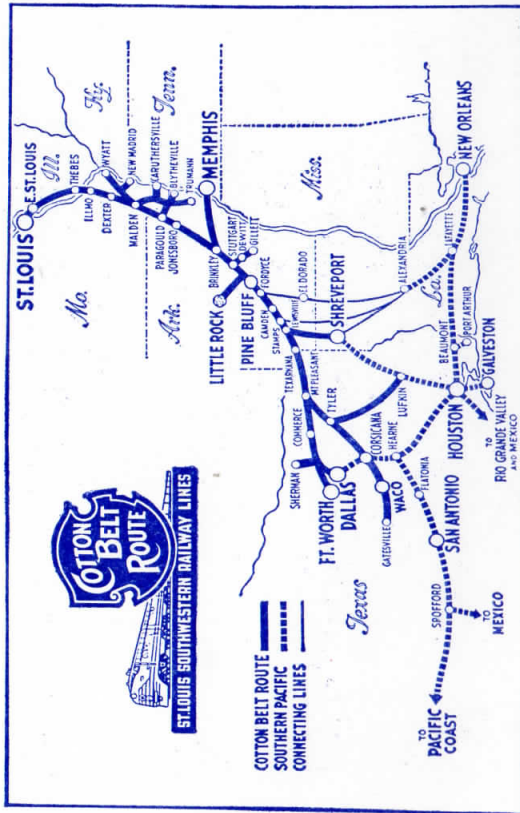 COTTON
BELT
ROUTE
ST. LOUIS SOUTHWESTERN RAILWAY LINES
COTTON BELT ROUTE
SOUTHERN PACIFIC
CONNECTING LINES
ST. LOUIS
E. ST. LOUIS
Ill.
Ky.
THEBES
ILLMO
WYATT
Mo.
DEXTER
NEW MADRID
MALDEN
CARUTHERSVILLE
Tenn.
BLYTHEVILLE
PARAGOULD
TRUMANN
JONESBORO
Ark.
MEMPHIS
BRINKLEY
STUTTGART
DEWITT
GILLETT
LITTLE ROCK
PINE BLUFF
FORDYCE
CAMDEN
STAMPS
LEWISVILLE
EL DORADO
Miss.
TEXARKANA
MT. PLEASANT
SHREVEPORT
COMMERCE
SHERMAN
TYLER
ALEXANDRIA
La.
FT. WORTH
DALLAS
CORSICANA
LUFKIN
HEARNE
WACO
GATESVILLE
Texas
LAFAYETTE
NEW ORLEANS
BEAUMONT
PORT ARTHUR
HOUSTON
GALVESTON
FLATONIA
SAN ANTONIO
SPOFFORD
TO
RIO GRANDE VALLEY
AND MEXICO
TO
MEXICO
TO
PACIFIC
COAST